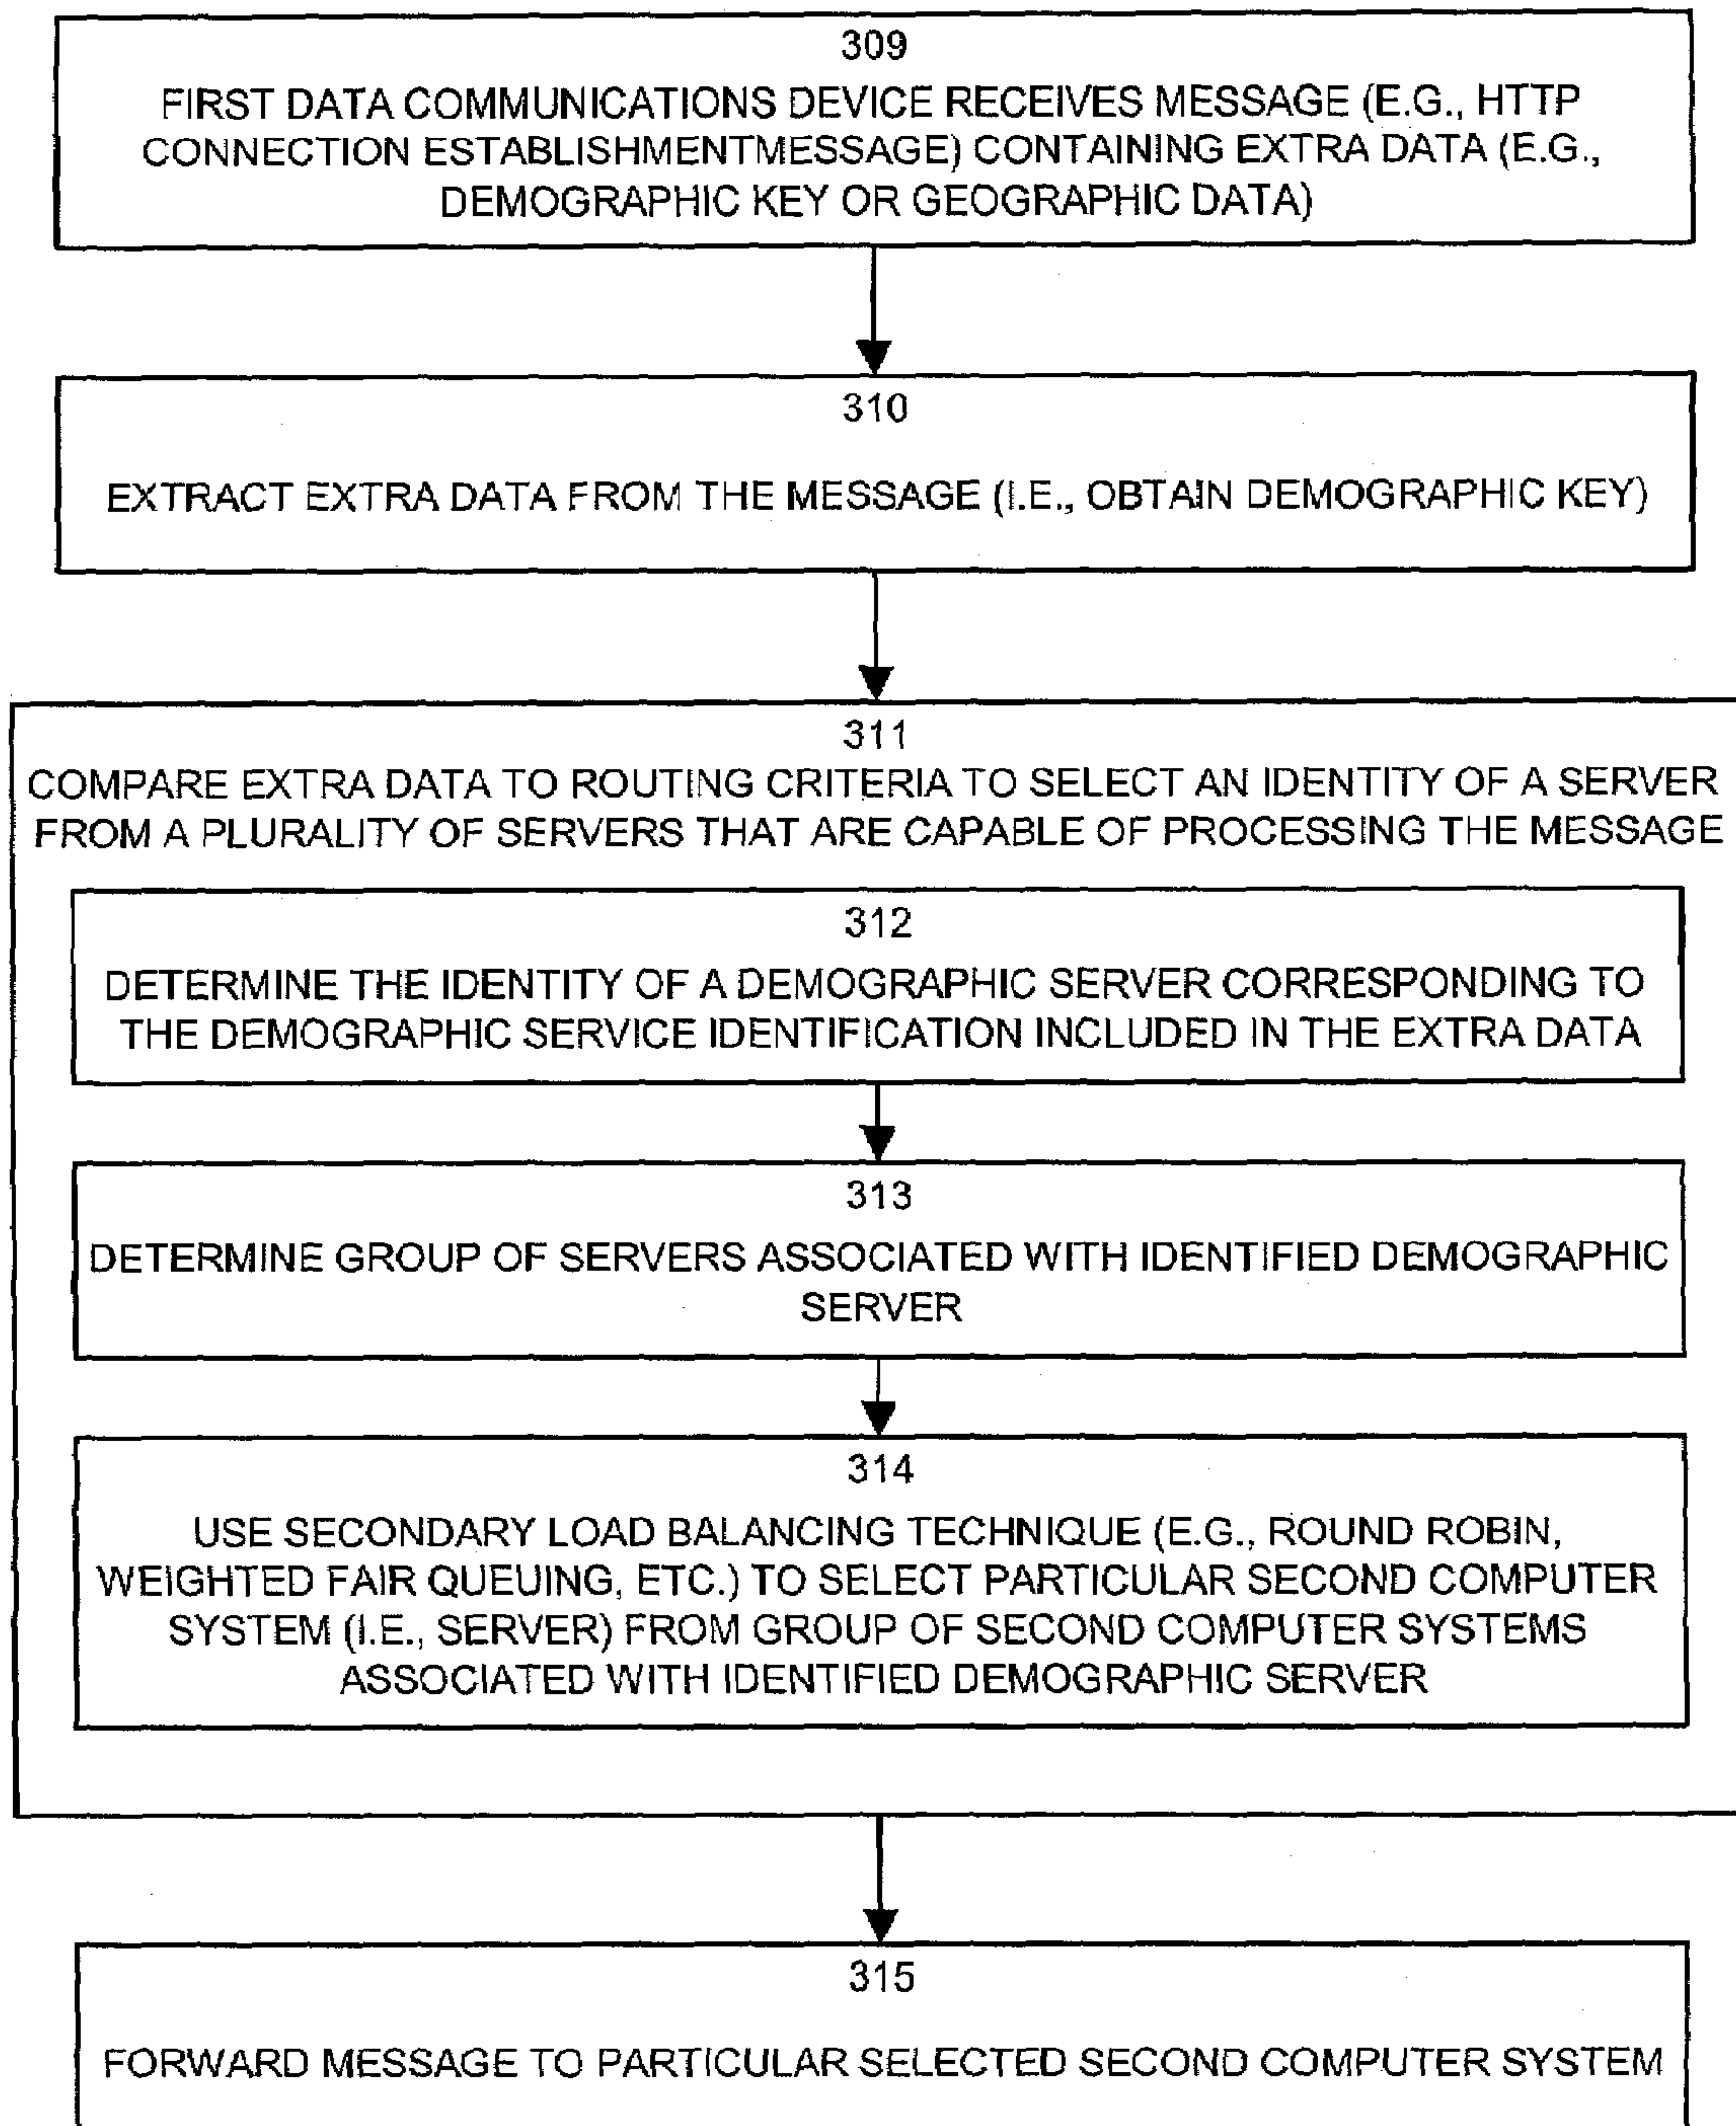 309
FIRST DATA COMMUNICATIONS DEVICE RECEIVES MESSAGE (E.G., HTTP
CONNECTION ESTABLISHMENTMESSAGE) CONTAINING EXTRA DATA (E.G.,
DEMOGRAPHIC KEY OR GEOGRAPHIC DATA)
310
EXTRACT EXTRA DATA FROM THE MESSAGE (I.E., OBTAIN DEMOGRAPHIC KEY)
311
COMPARE EXTRA DATA TO ROUTING CRITERIA TO SELECT AN IDENTITY OF A SERVER
FROM A PLURALITY OF SERVERS THAT ARE CAPABLE OF PROCESSING THE MESSAGE
312
DETERMINE THE IDENTITY OF A DEMOGRAPHIC SERVER CORRESPONDING TO
THE DEMOGRAPHIC SERVICE IDENTIFICATION INCLUDED IN THE EXTRA DATA
313
DETERMINE GROUP OF SERVERS ASSOCIATED WITH IDENTIFIED DEMOGRAPHIC
SERVER
314
USE SECONDARY LOAD BALANCING TECHNIQUE (E.G., ROUND ROBIN,
WEIGHTED FAIR QUEUING, ETC.) TO SELECT PARTICULAR SECOND COMPUTER
SYSTEM (I.E., SERVER) FROM GROUP OF SECOND COMPUTER SYSTEMS
ASSOCIATED WITH IDENTIFIED DEMOGRAPHIC SERVER
315
FORWARD MESSAGE TO PARTICULAR SELECTED SECOND COMPUTER SYSTEM